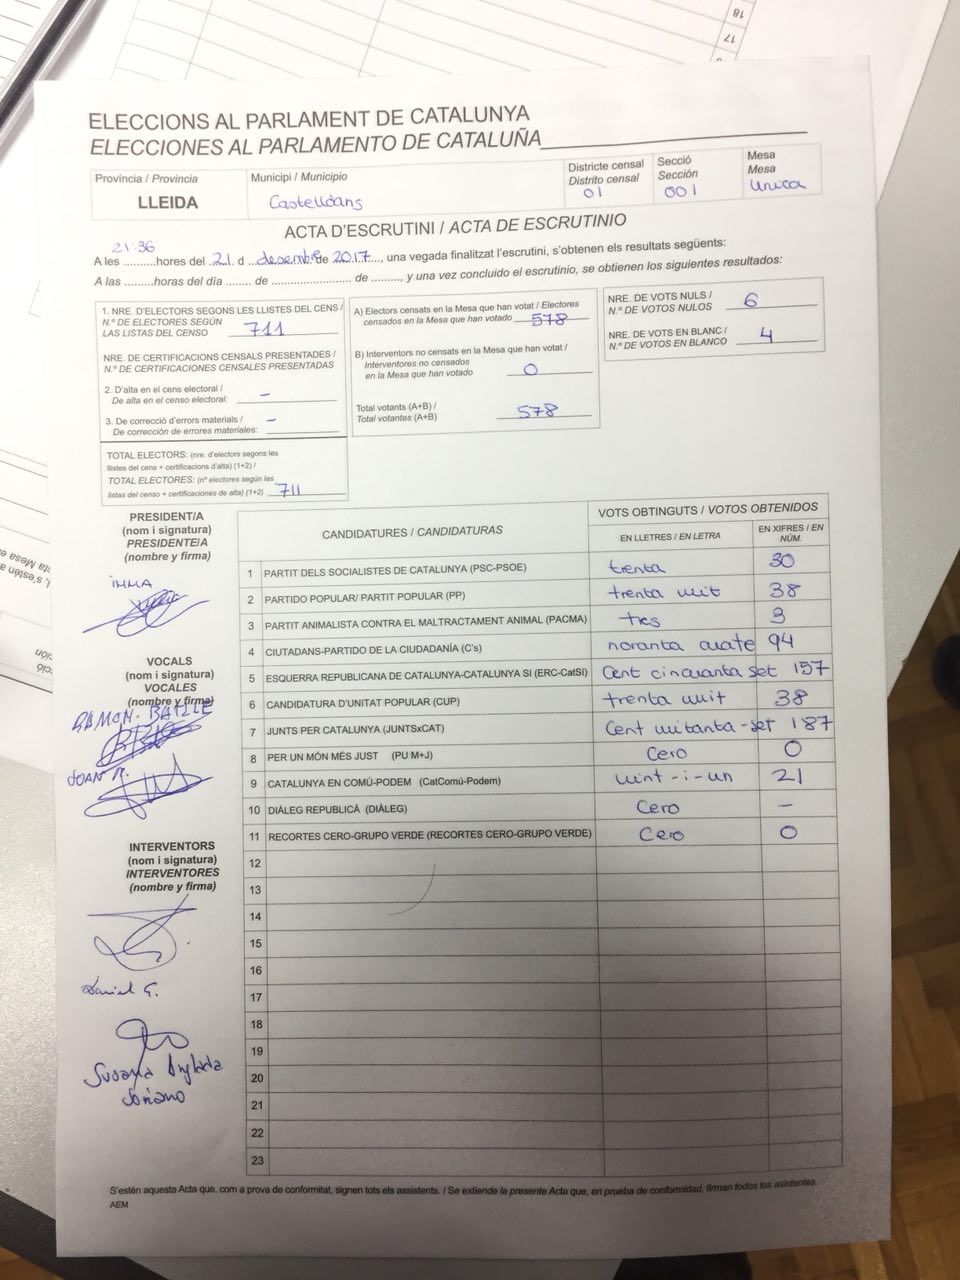 18
17
ELECCIONS AL PARLAMENT DE CATALUNYA
ELECCIONES AL PARLAMENTO DE CATALUÑA
Província / Provincia
LLEIDA
Municipi / Municipio
Castelldans
Districte censal
Distrito censal
01
Secció
Sección
001
Mesa
Mesa
Unica
ACTA D'ESCRUTINI / ACTA DE ESCRUTINIO
21:36
A les ..........hores del .21. d ...desembre de 2017..., una vegada finalitzat l'escrutini, s'obtenen els resultats següents:
A las .........horas del día ........ de ........................ de ........., y una vez concluido el escrutinio, se obtienen los siguientes resultados:
1. NRE. D'ELECTORS SEGONS LES LLISTES DEL CENS /
N.º DE ELECTORES SEGÚN
LAS LISTAS DEL CENSO 711
NRE. DE CERTIFICACIONS CENSALS PRESENTADES /
N.º DE CERTIFICACIONES CENSALES PRESENTADAS
2. D'alta en el cens electoral /
De alta en el censo electoral: -
3. De correcció d'errors materials /
De corrección de errores materiales: -
TOTAL ELECTORS: (nre. d'electors segons les
llistes del cens + certificacions d'alta) (1+2) /
TOTAL ELECTORES: (nº electores según las
listas del censo + certificaciones de alta) (1+2) 711
A) Electors censats en la Mesa que han votat / Electores
censados en la Mesa que han votado 578
B) Interventors no censats en la Mesa que han votat /
Interventores no censados
en la Mesa que han votado 0
Total votants (A+B) /
Total votantes (A+B) 578
NRE. DE VOTS NULS /
N.º DE VOTOS NULOS 6
NRE. DE VOTS EN BLANC /
N.º DE VOTOS EN BLANCO 4
PRESIDENT/A
(nom i signatura)
PRESIDENTE/A
(nombre y firma)
IMMA
VOCALS
(nom i signatura)
VOCALES
(nombre y firma)
RAMON. BATLLE
JOAN R.
INTERVENTORS
(nom i signatura)
INTERVENTORES
(nombre y firma)
Daniel G.
Susana Anglada
Soriano
CANDIDATURES / CANDIDATURAS
VOTS OBTINGUTS / VOTOS OBTENIDOS
EN LLETRES / EN LETRA
EN XIFRES / EN
NÚM.
1 PARTIT DELS SOCIALISTES DE CATALUNYA (PSC-PSOE) trenta 30
2 PARTIDO POPULAR/ PARTIT POPULAR (PP) trenta vuit 38
3 PARTIT ANIMALISTA CONTRA EL MALTRACTAMENT ANIMAL (PACMA) tres 3
4 CIUTADANS-PARTIDO DE LA CIUDADANÍA (C's) noranta cuate 94
5 ESQUERRA REPUBLICANA DE CATALUNYA-CATALUNYA SI (ERC-CatSí) Cent cinquanta set 157
6 CANDIDATURA D'UNITAT POPULAR (CUP) trenta vuit 38
7 JUNTS PER CATALUNYA (JUNTSxCAT) Cent vuitanta-set 187
8 PER UN MÓN MÉS JUST (PU M+J) Cero 0
9 CATALUNYA EN COMÚ-PODEM (CatComú-Podem) vint-i-un 21
10 DIÀLEG REPUBLICÀ (DIÀLEG) Cero -
11 RECORTES CERO-GRUPO VERDE (RECORTES CERO-GRUPO VERDE) Cero 0
12
13
14
15
16
17
18
19
20
21
22
23
S'estén aquesta Acta que, com a prova de conformitat, signen tots els assistents. / Se extiende la presente Acta que, en prueba de conformidad, firman todos los asistentes.
AEM